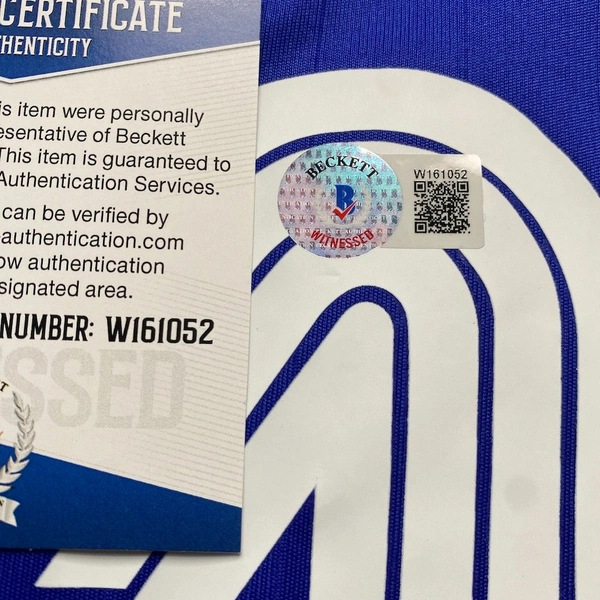 CERTIFICATE
HENTICITY
is item were personally
esentative of Beckett
This item is guaranteed to
Authentication Services.
can be verified by
-authentication.com
ow authentication
signated area.
NUMBER: W161052
SSED
BECKETT
B
WITNESSED
W161052